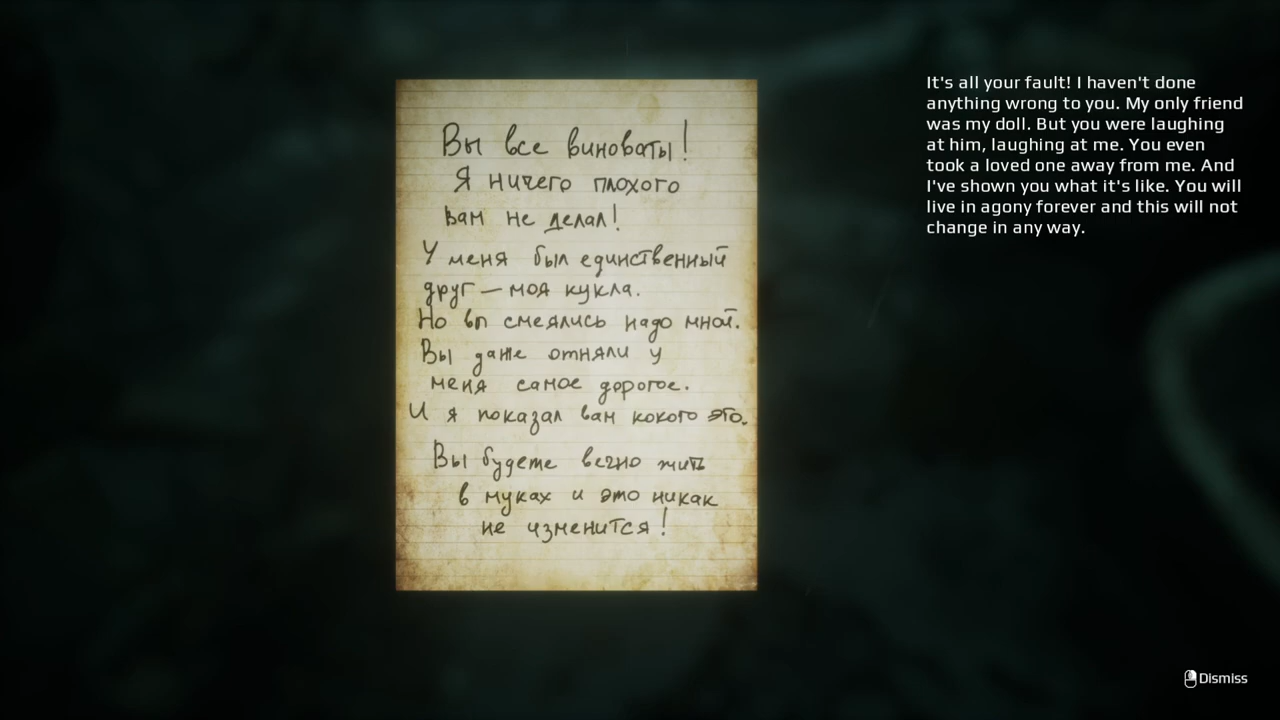 Вы все виноваты!
Я ничего плохого
вам не делал!
У меня был единственный
друг — моя кукла.
Но вы смеялись надо мной.
Вы даже отняли у
меня самое дорогое.
И я показал вам кокого это.
Вы будете вечно жить
в муках и это никак
не изменится!
It's all your fault! I haven't done
anything wrong to you. My only friend
was my doll. But you were laughing
at him, laughing at me. You even
took a loved one away from me. And
I've shown you what it's like. You will
live in agony forever and this will not
change in any way.
Dismiss